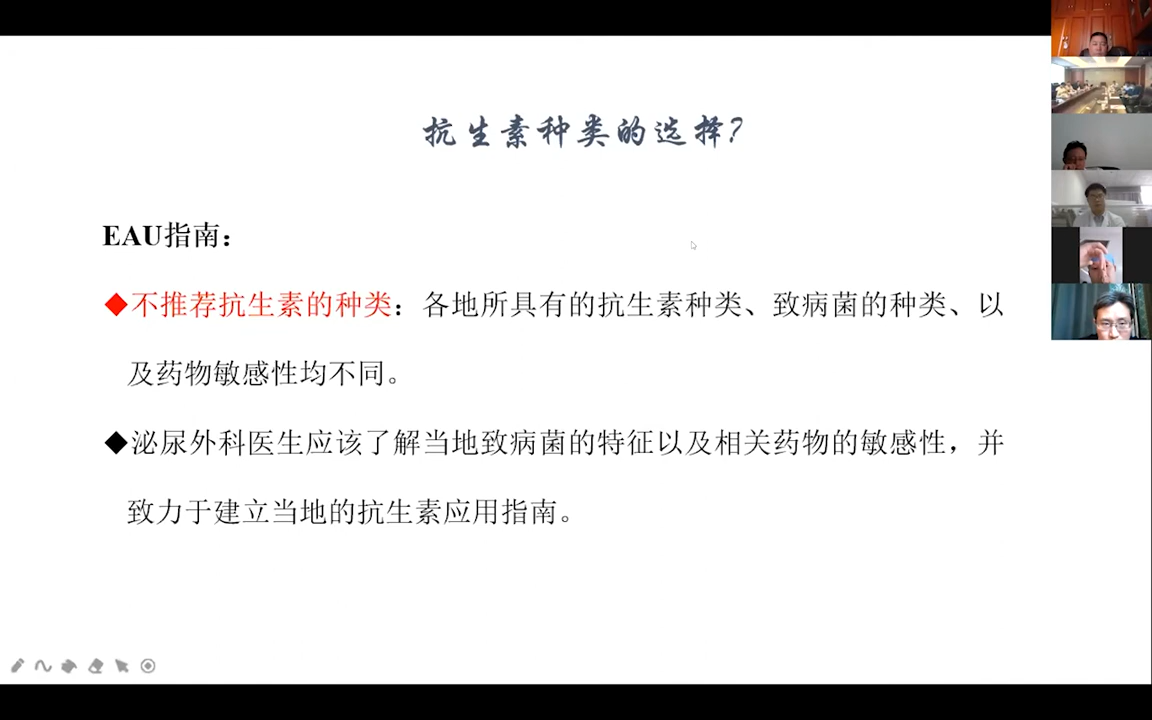 抗生素种类的选择？
EAU指南：
◆不推荐抗生素的种类：各地所具有的抗生素种类、致病菌的种类、以
及药物敏感性均不同。
◆泌尿外科医生应该了解当地致病菌的特征以及相关药物的敏感性，并
致力于建立当地的抗生素应用指南。